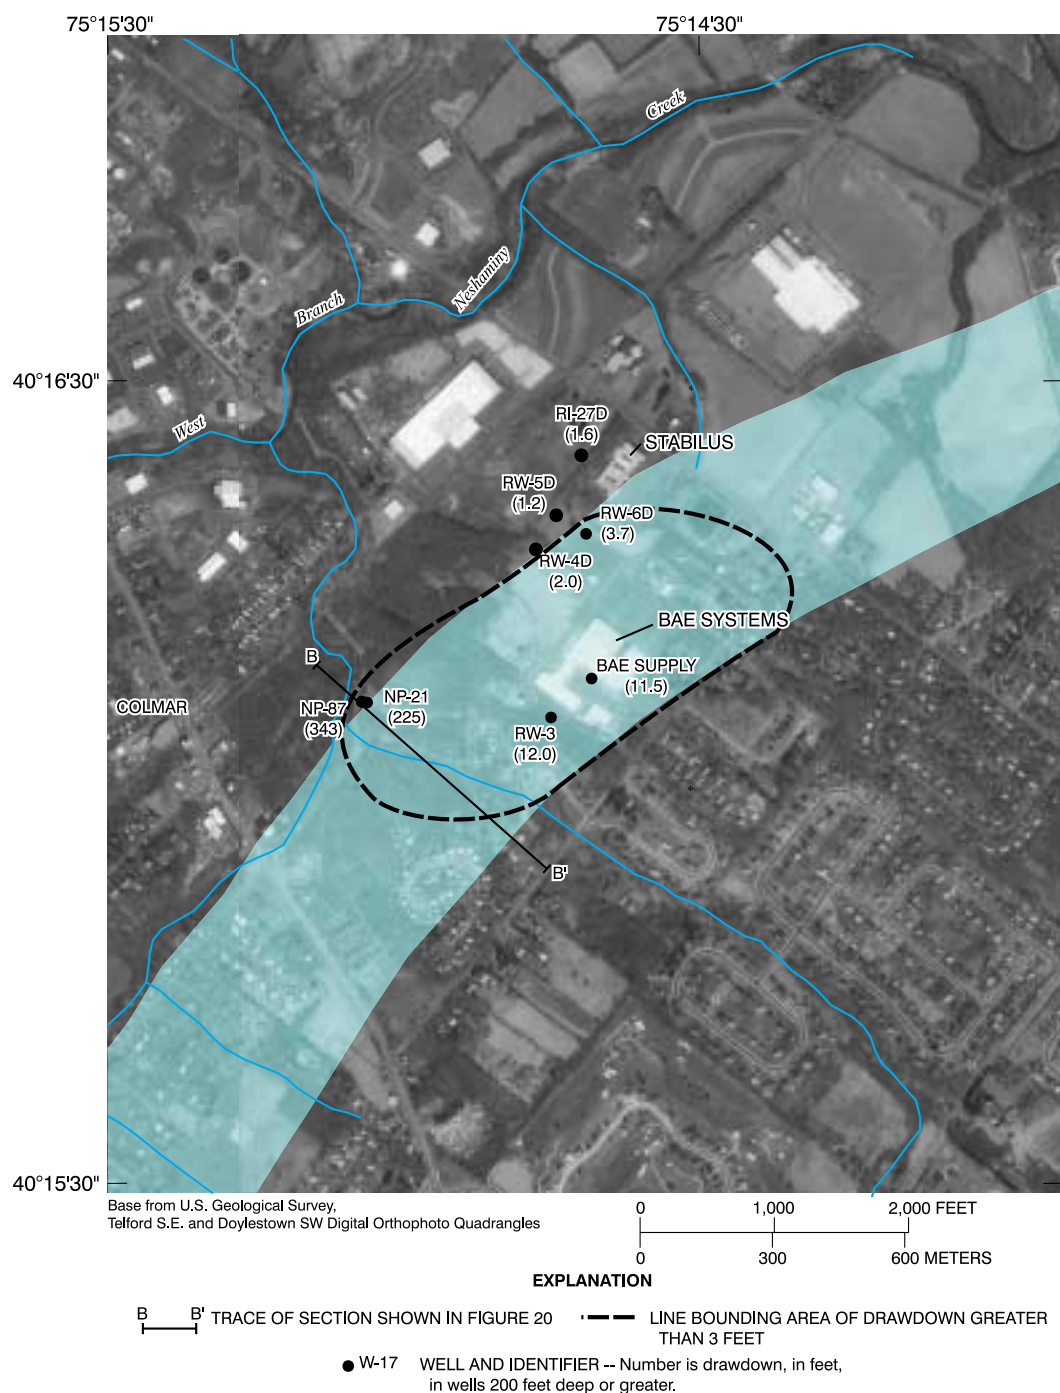 75°15'30"
75°14'30"
Creek
Neshaminy
Branch
West
40°16'30"
RI-27D
(1.6)
STABILUS
RW-5D
(1.2)
RW-6D
(3.7)
RW-4D
(2.0)
BAE SYSTEMS
B
BAE SUPPLY
(11.5)
COLMAR
NP-87
(343)
NP-21
(225)
RW-3
(12.0)
B'
40°15'30"
Base from U.S. Geological Survey,
Telford S.E. and Doylestown SW Digital Orthophoto Quadrangles
0 1,000 2,000 FEET
0 300 600 METERS
EXPLANATION
B B' TRACE OF SECTION SHOWN IN FIGURE 20
LINE BOUNDING AREA OF DRAWDOWN GREATER
THAN 3 FEET
W-17 WELL AND IDENTIFIER -- Number is drawdown, in feet,
in wells 200 feet deep or greater.